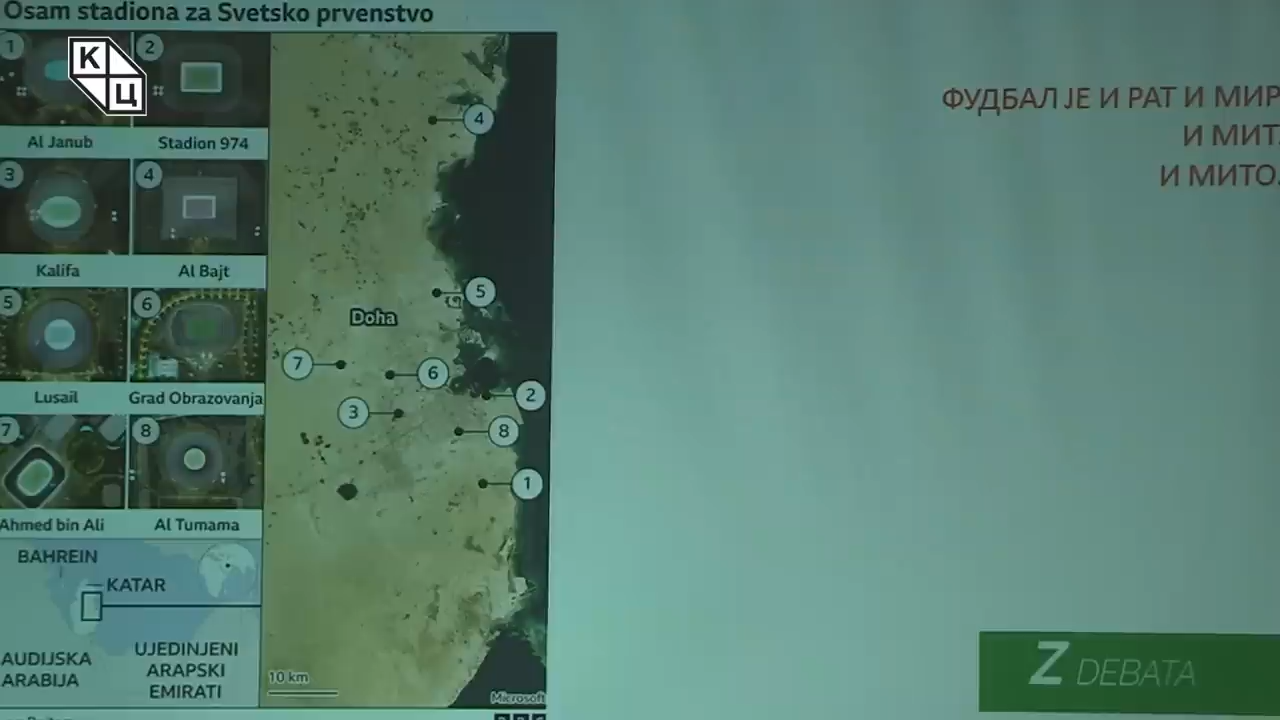 Osam stadiona za Svetsko prvenstvo
1
2
К
Ц
Al Janub
Stadion 974
3
4
Kalifa
Al Bajt
5
6
Lusail
Grad Obrazovanja
7
8
Ahmed bin Ali
Al Tumama
BAHREIN
KATAR
AUDIJSKA
ARABIJA
UJEDINJENI
ARAPSKI
EMIRATI
4
5
Doha
7
6
2
3
8
1
10 km
Microsoft
ФУДБАЛ ЈЕ И РАТ И МИР
И МИТ
И МИТО
Z DEBATA